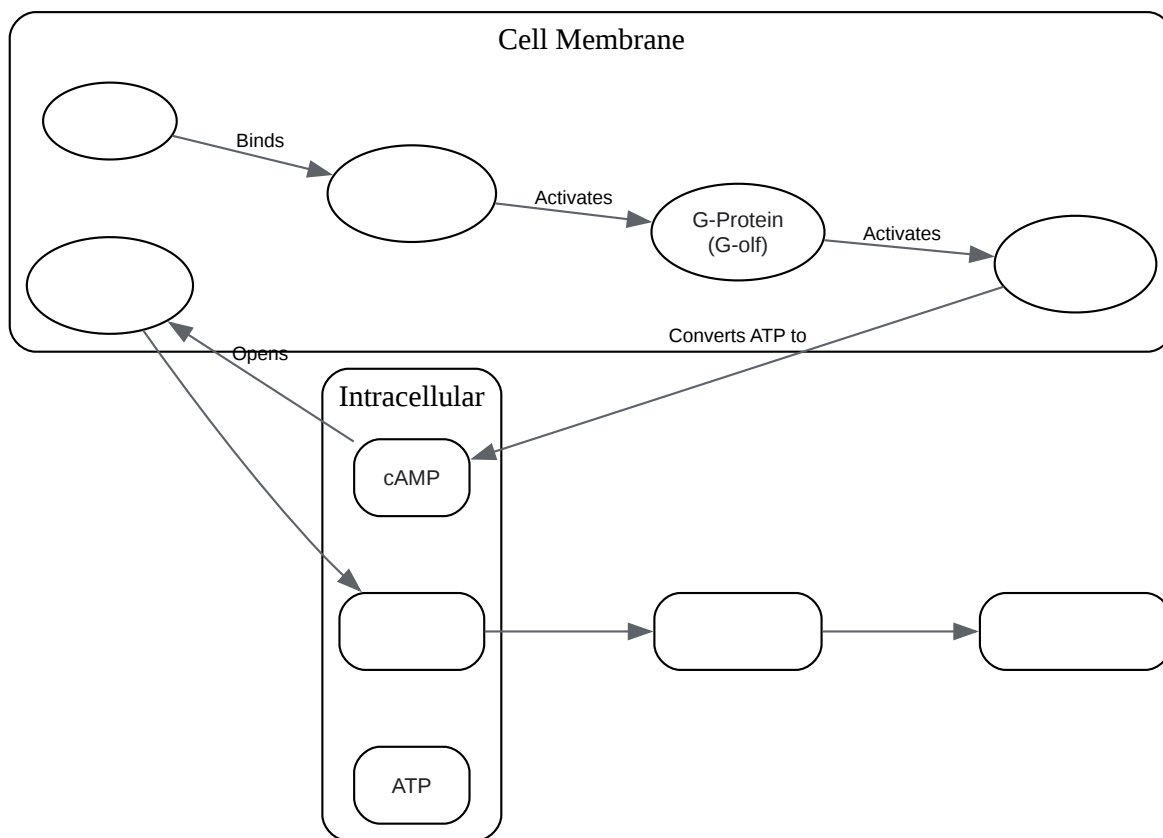 Cell Membrane
Binds
Activates
G-Protein
(G-olf)
Activates
Converts ATP to
Opens
Intracellular
cAMP
ATP